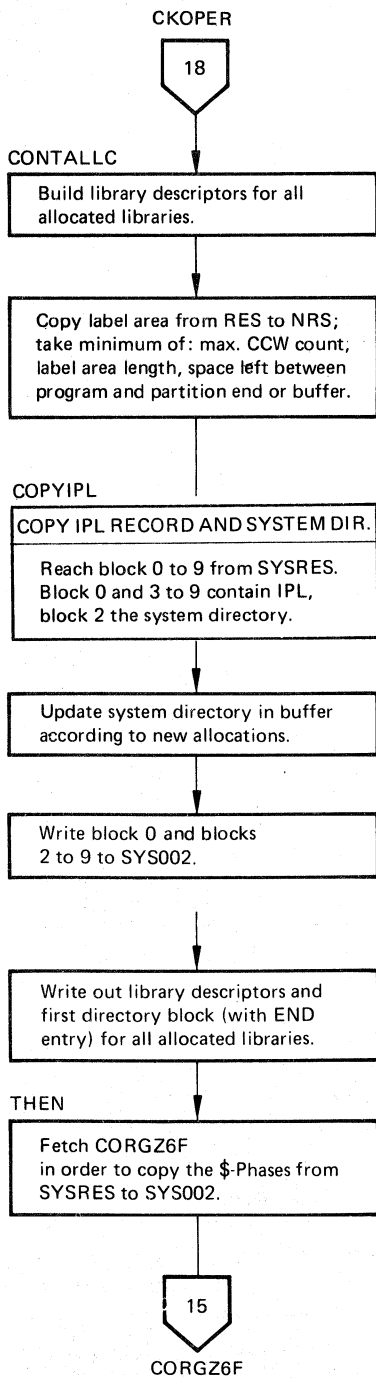 CKOPER
18
CONTALLC
Build library descriptors for all
allocated libraries.
Copy label area from RES to NRS;
take minimum of: max. CCW count;
label area length, space left between
program and partition end or buffer.
COPYIPL
COPY IPL RECORD AND SYSTEM DIR.
Reach block 0 to 9 from SYSRES.
Block 0 and 3 to 9 contain IPL,
block 2 the system directory.
Update system directory in buffer
according to new allocations.
Write block 0 and blocks
2 to 9 to SYS002.
Write out library descriptors and
first directory block (with END
entry) for all allocated libraries.
THEN
Fetch CORGZ6F
in order to copy the $-Phases from
SYSRES to SYS002.
15
CORGZ6F